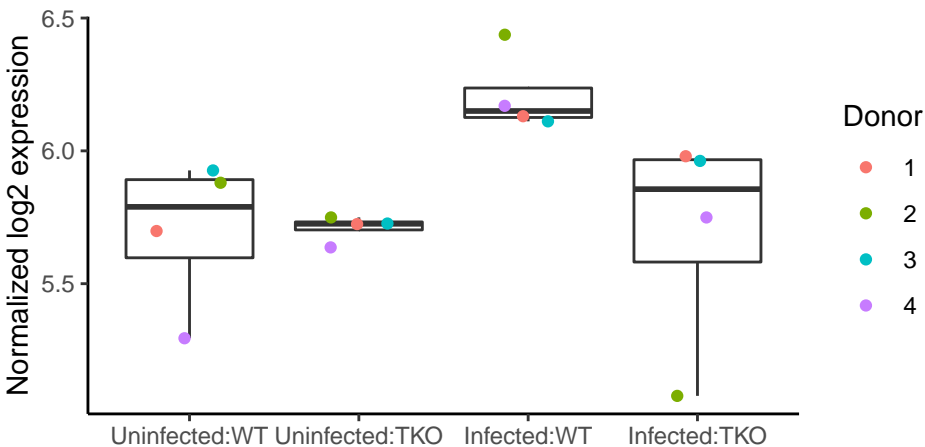 Normalized log2 expression
6.5
6.0
5.5
Uninfected:WT
Uninfected:TKO
Infected:WT
Infected:TKO
Donor
1
2
3
4